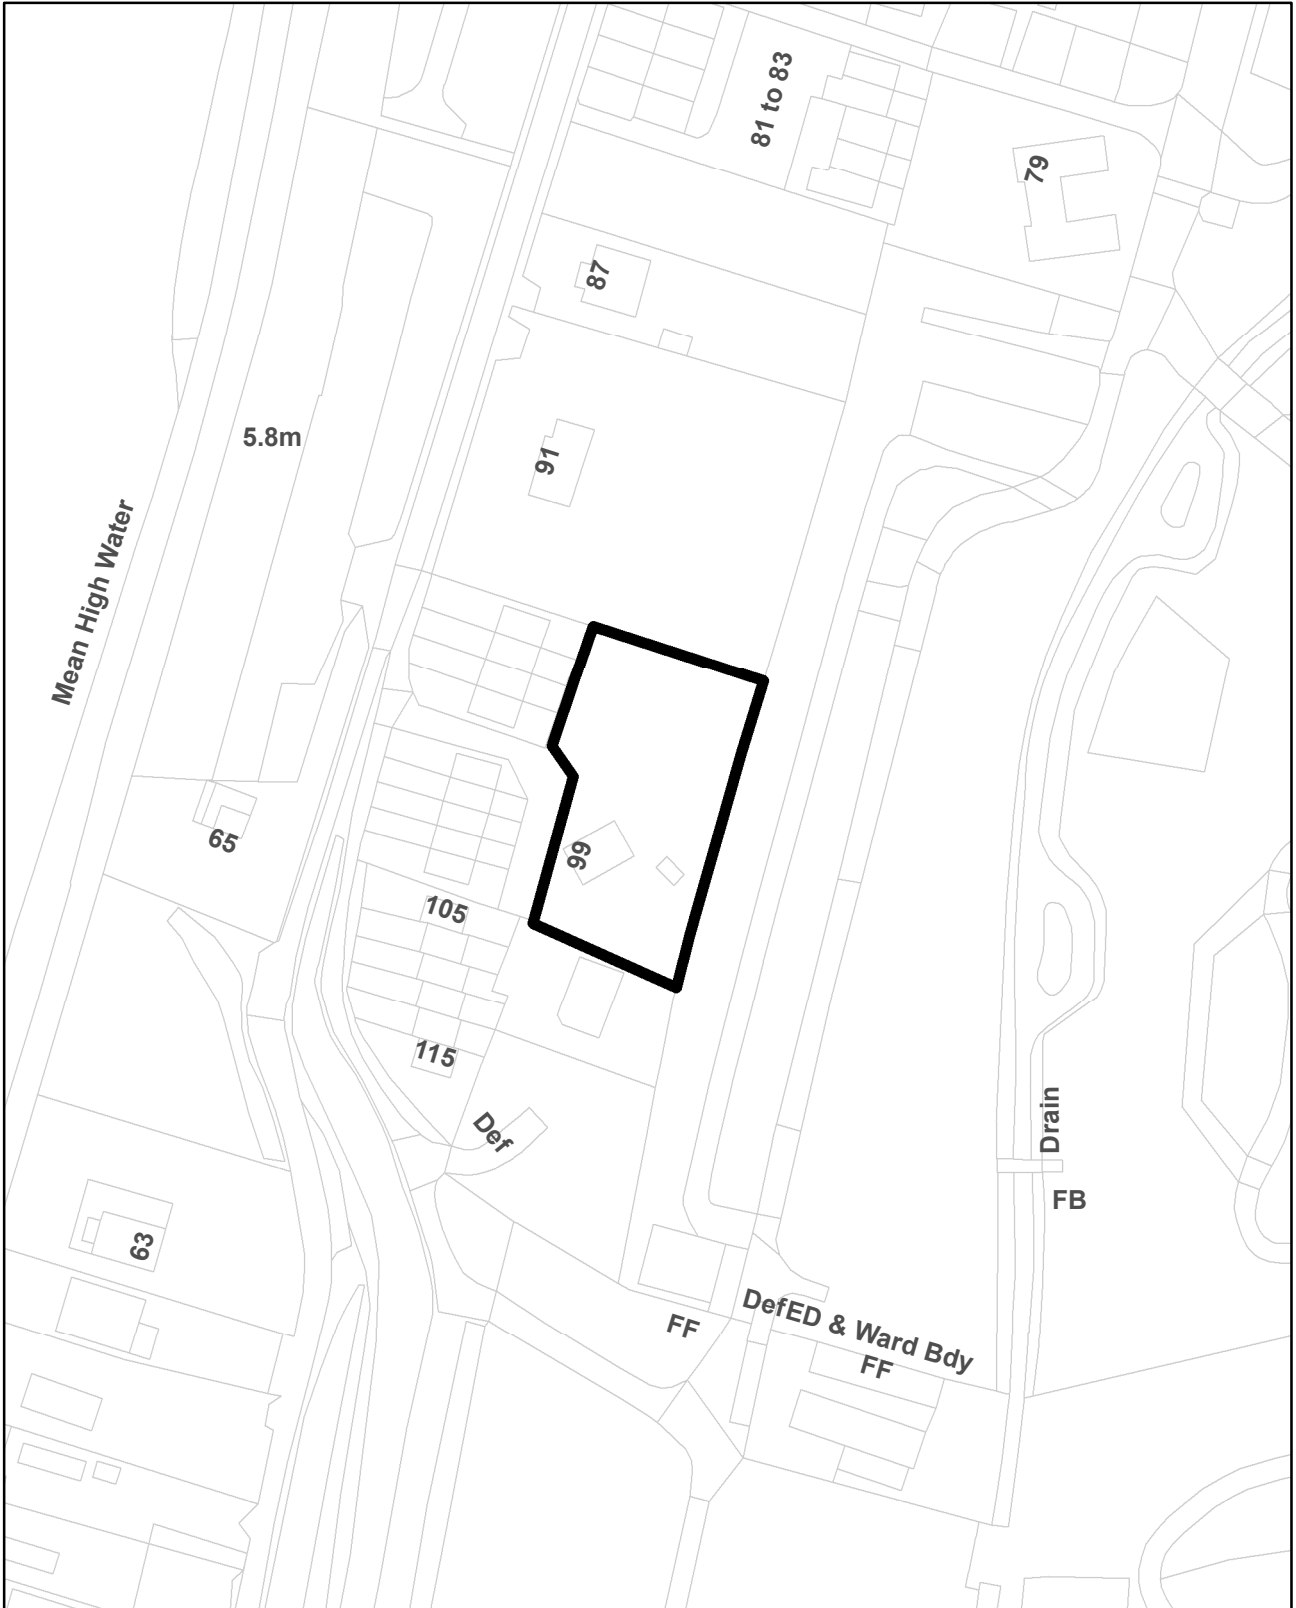 81 to 83
79
87
5.8m
91
Mean High Water
65
99
105
115
Def
Drain
FB
63
FF
DefED & Ward Bdy
FF